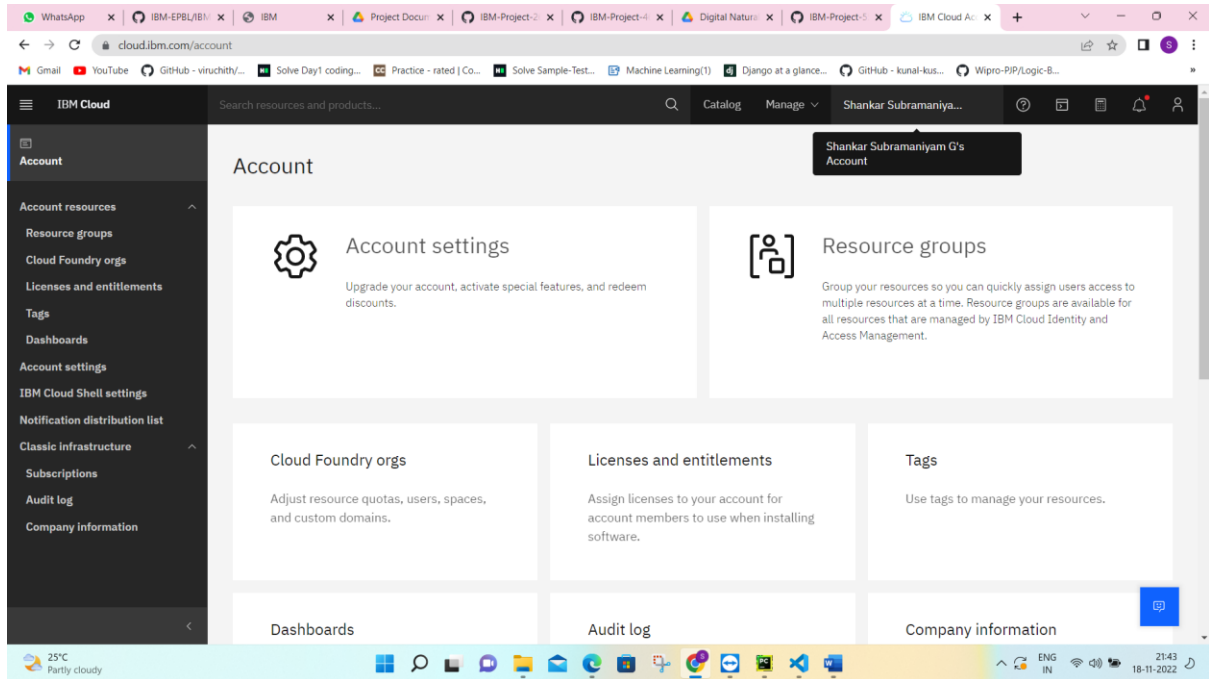 WhatsApp
IBM-EPBL/IBM
IBM
Project Docum
IBM-Project-2
IBM-Project-4
Digital Natura
IBM-Project-5
IBM Cloud Ac
cloud.ibm.com/account
S
Gmail
YouTube
GitHub - viruchith/...
Solve Day1 coding...
Practice - rated | Co...
Solve Sample-Test...
Machine Learning(1)
Django at a glance...
GitHub - kunal-kus...
Wipro-PJP/Logic-B...
»
IBM Cloud
Search resources and products...
Catalog
Manage
Shankar Subramaniya...
Shankar Subramaniyam G's
Account
Account
Account resources
Resource groups
Cloud Foundry orgs
Licenses and entitlements
Tags
Dashboards
Account settings
IBM Cloud Shell settings
Notification distribution list
Classic infrastructure
Subscriptions
Audit log
Company information
Account
Account settings
Upgrade your account, activate special features, and redeem
discounts.
Resource groups
Group your resources so you can quickly assign users access to
multiple resources at a time. Resource groups are available for
all resources that are managed by IBM Cloud Identity and
Access Management.
Cloud Foundry orgs
Adjust resource quotas, users, spaces,
and custom domains.
Licenses and entitlements
Assign licenses to your account for
account members to use when installing
software.
Tags
Use tags to manage your resources.
Dashboards
Audit log
Company information
25°C
Partly cloudy
ENG
IN
21:43
18-11-2022